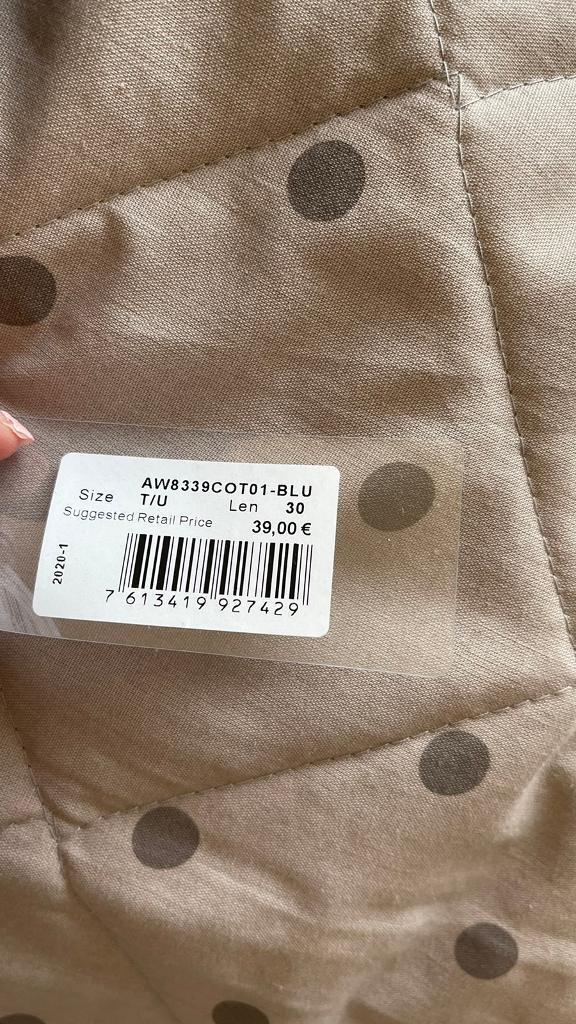 AW8339COT01-BLU
Size T/U Len 30
Suggested Retail Price 39,00 €
2020-1
7 613419 927429